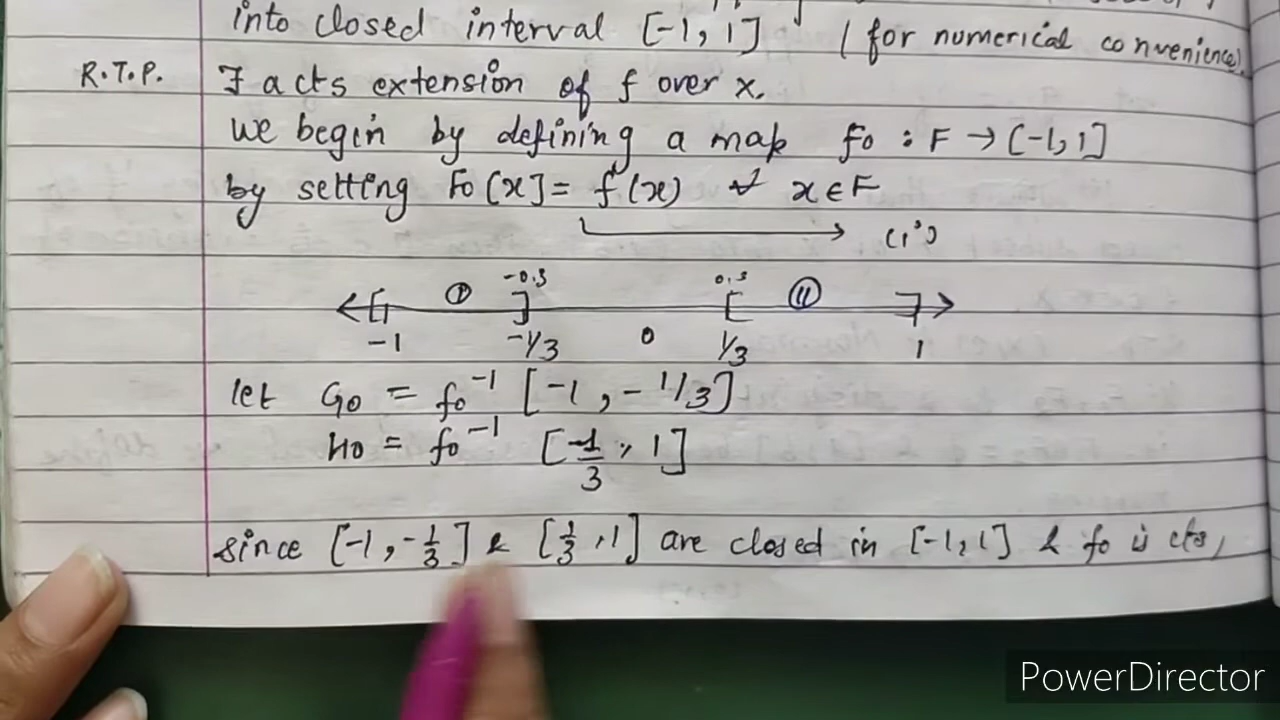 into closed interval [-1, 1] (for numerical convenience).
R.T.P. F a cts extension of f over x.
we begin by defining a map fo : F → [-1, 1]
by setting Fo [x] = f(x) ∀ x ∈ F
(i)
-0.3 0.3
I II
-1 -1/3 0 1/3 1
let Go = fo⁻¹ [-1, -1/3]
Ho = fo⁻¹ [1/3, 1]
since [-1, -1/3] & [1/3, 1] are closed in [-1, 1] & fo is cts,
PowerDirector